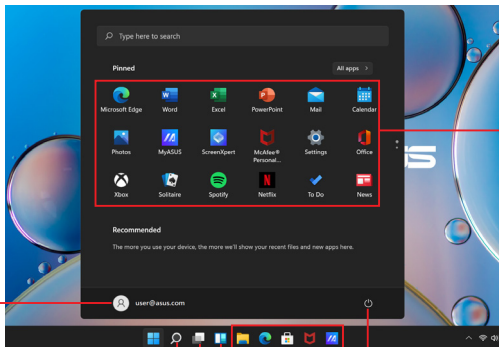 Type here to search
Pinned
All apps >
Microsoft Edge
Word
Excel
PowerPoint
Mail
Calendar
Photos
MyASUS
ScreenXpert
McAfee®
Personal...
Settings
Office
Xbox
Solitaire
Spotify
Netflix
To Do
News
Recommended
The more you use your device, the more we'll show your recent files and new apps here.
user@asus.com